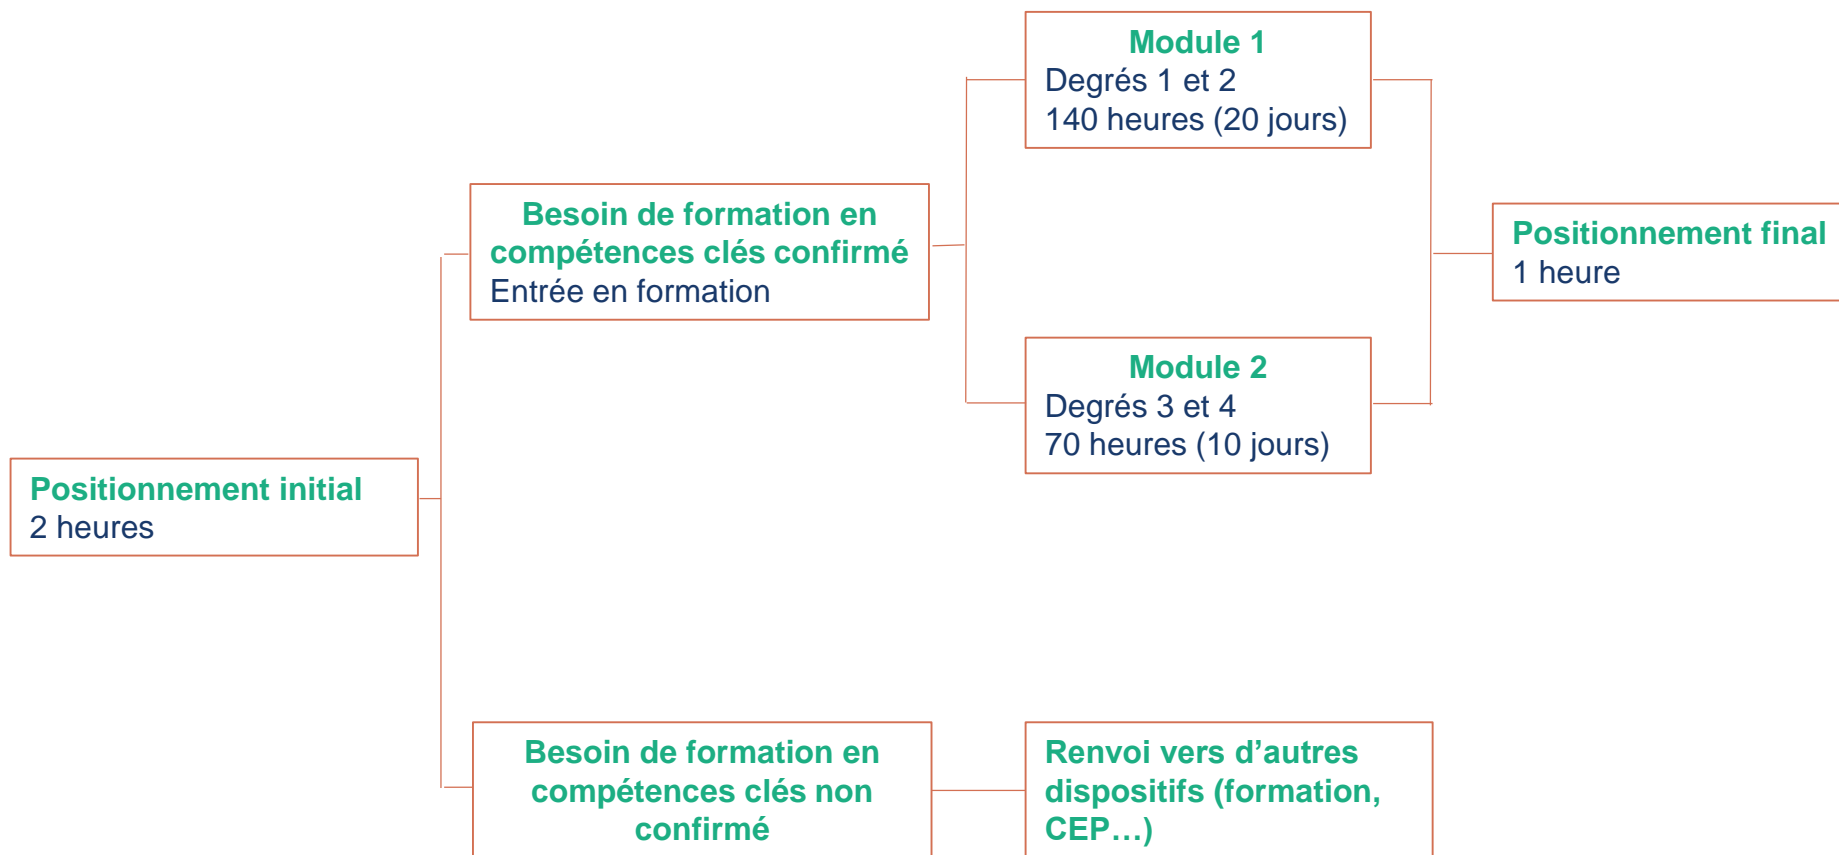 Positionnement initial
2 heures
Besoin de formation en
compétences clés confirmé
Entrée en formation
Module 1
Degrés 1 et 2
140 heures (20 jours)
Module 2
Degrés 3 et 4
70 heures (10 jours)
Positionnement final
1 heure
Besoin de formation en
compétences clés non
confirmé
Renvoi vers d’autres
dispositifs (formation,
CEP…)